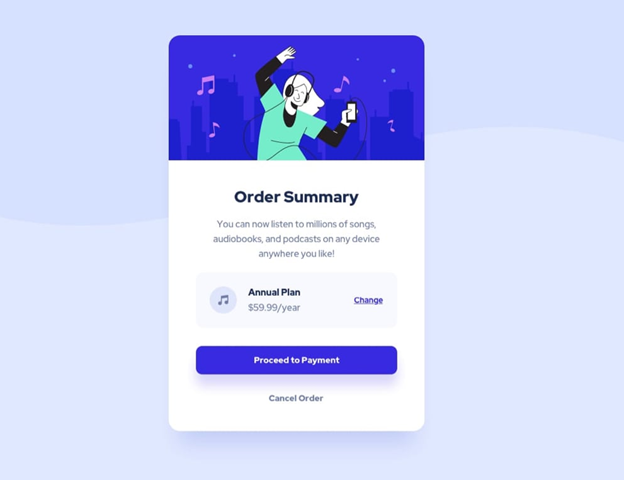 Order Summary
You can now listen to millions of songs,
audiobooks, and podcasts on any device
anywhere you like!
Annual Plan
$59.99/year
Change
Proceed to Payment
Cancel Order